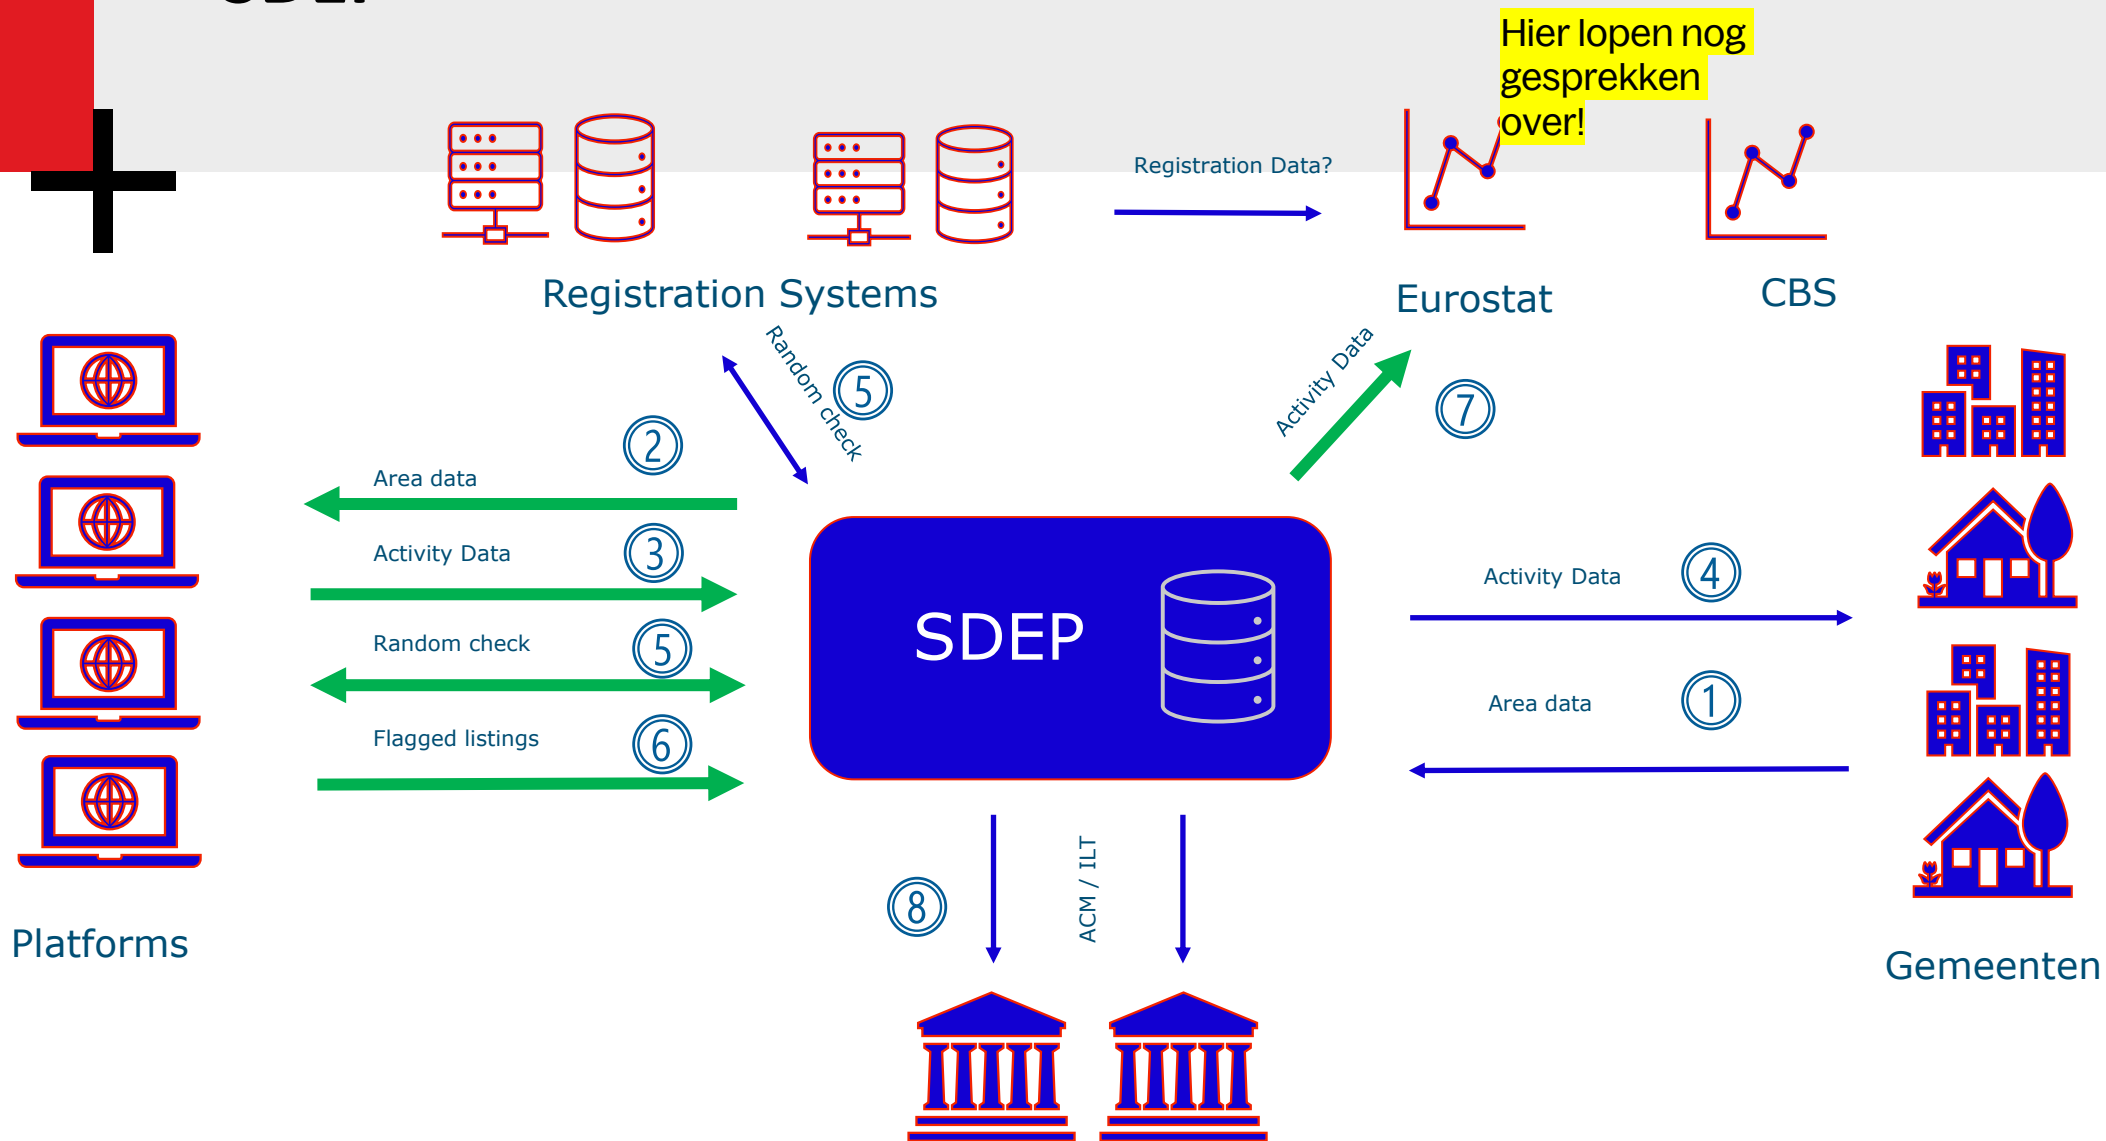 SDEP
Hier lopen nog
gesprekken
over!
Registration Data?
Registration Systems
Eurostat
CBS
Random check
5
Activity Data
7
2
Area data
3
Activity Data
5
Random check
6
Flagged listings
SDEP
Activity Data
4
Area data
1
8
ACM / ILT
Platforms
Gemeenten